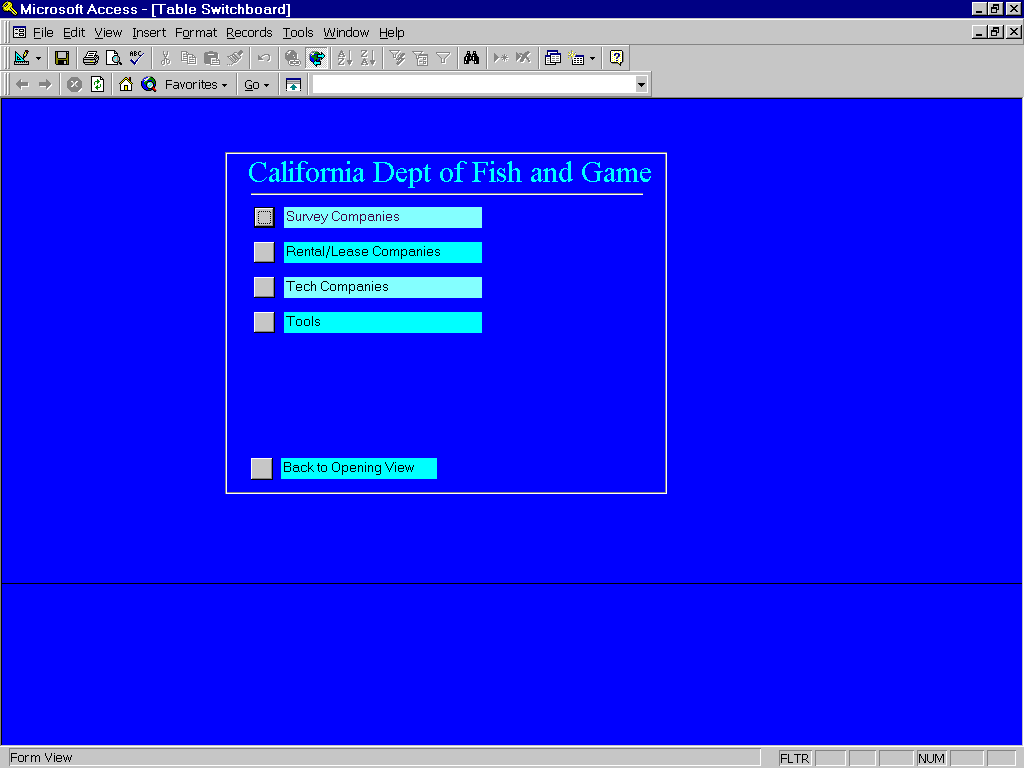 Microsoft Access - [Table Switchboard]
File Edit View Insert Format Records Tools Window Help
Favorites Go
California Dept of Fish and Game
Survey Companies
Rental/Lease Companies
Tech Companies
Tools
Back to Opening View
Form View FLTR NUM